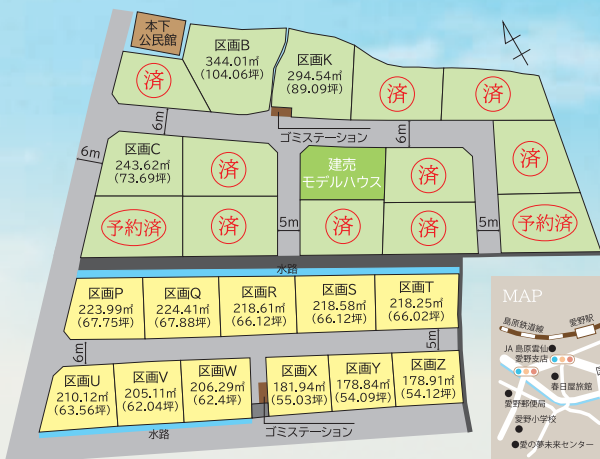 本下
公民館
区画B
344.01㎡
(104.06坪)
区画K
294.54㎡
(89.09坪)
済
済
済
6m
ゴミステーション
6m
6m
区画C
243.62㎡
(73.69坪)
済
建売
モデルハウス
済
済
予約済
済
5m
済
済
5m
予約済
水路
区画P
223.99㎡
(67.75坪)
区画Q
224.41㎡
(67.88坪)
区画R
218.61㎡
(66.12坪)
区画S
218.58㎡
(66.12坪)
区画T
218.25㎡
(66.02坪)
6m
5m
区画U
210.12㎡
(63.56坪)
区画V
205.11㎡
(62.04坪)
区画W
206.29㎡
(62.4坪)
区画X
181.94㎡
(55.03坪)
区画Y
178.84㎡
(54.09坪)
区画Z
178.91㎡
(54.12坪)
水路
ゴミステーション
MAP
島原鉄道線
愛野駅
JA 島原雲仙
愛野支店
春日屋旅館
愛野郵便局
愛野小学校
愛の夢未来センター